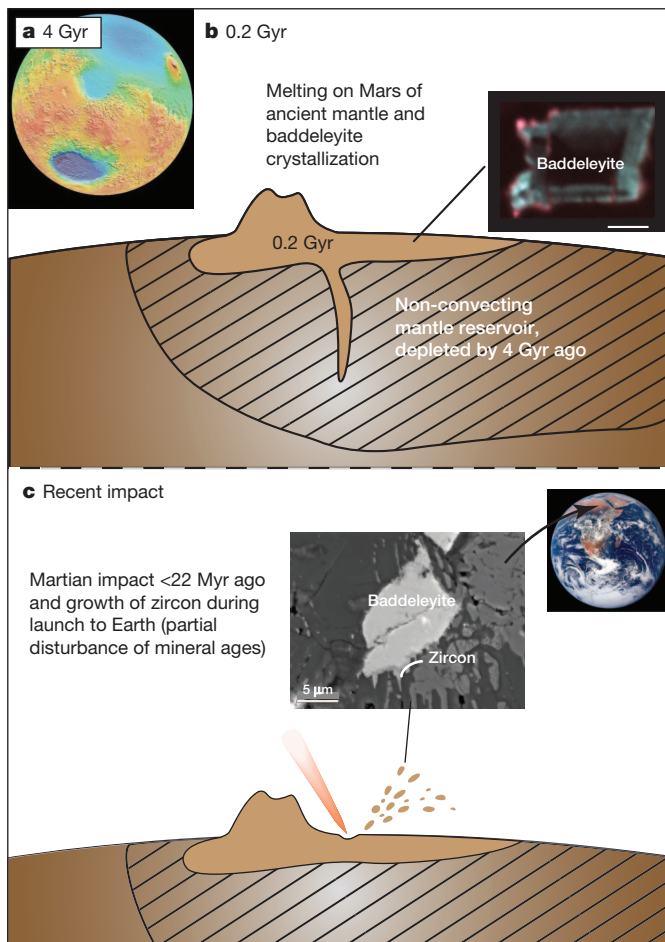 a 4 Gyr
b 0.2 Gyr
Melting on Mars of
ancient mantle and
baddeleyite
crystallization
Baddeleyite
0.2 Gyr
Non-convecting
mantle reservoir,
depleted by 4 Gyr ago
c Recent impact
Martian impact <22 Myr ago
and growth of zircon during
launch to Earth (partial
disturbance of mineral ages)
Baddeleyite
Zircon
5 μm